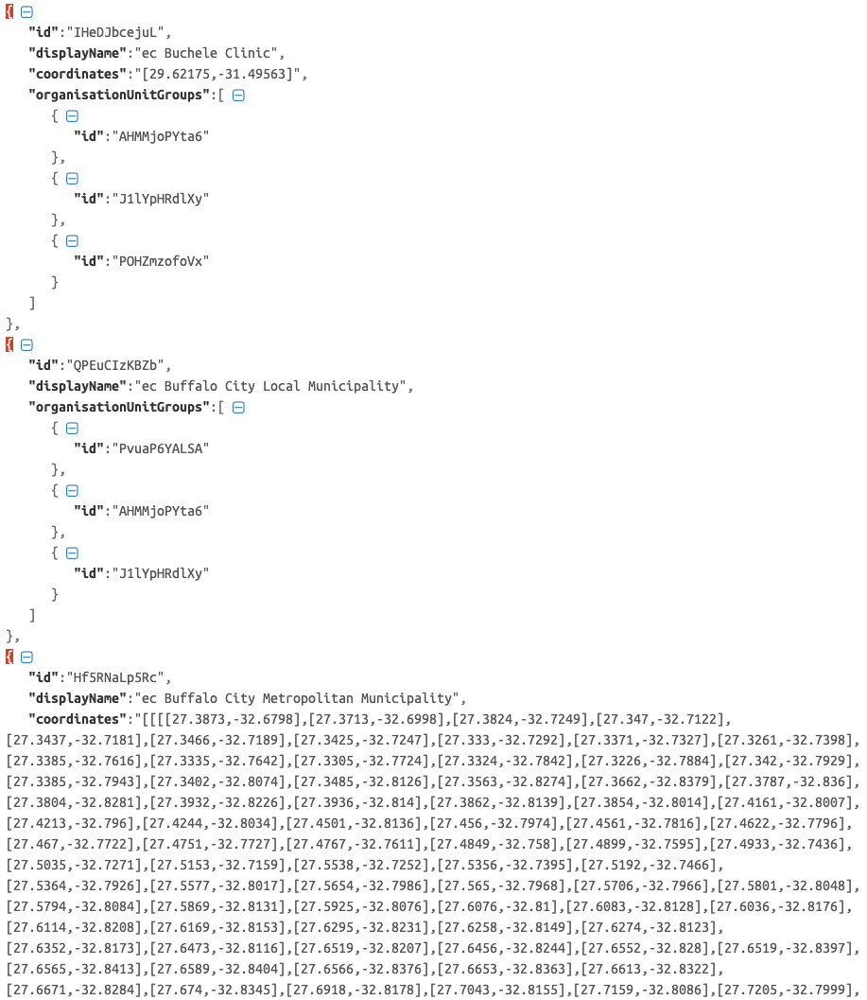 {
"id":"IHeDJbcejuL",
"displayName":"ec Buchele Clinic",
"coordinates":"[29.62175,-31.49563]",
"organisationUnitGroups":[
{
"id":"AHMMjoPYta6"
},
{
"id":"J1lYpHRdlXy"
},
{
"id":"POHZmzofoVx"
}
]
},
{
"id":"QPEuCIzKBZb",
"displayName":"ec Buffalo City Local Municipality",
"organisationUnitGroups":[
{
"id":"PvuaP6YALSA"
},
{
"id":"AHMMjoPYta6"
},
{
"id":"J1lYpHRdlXy"
}
]
},
{
"id":"Hf5RNaLp5Rc",
"displayName":"ec Buffalo City Metropolitan Municipality",
"coordinates":"[[[[27.3873,-32.6798],[27.3713,-32.6998],[27.3824,-32.7249],[27.347,-32.7122],
[27.3437,-32.7181],[27.3466,-32.7189],[27.3425,-32.7247],[27.333,-32.7292],[27.3371,-32.7327],[27.3261,-32.7398],
[27.3385,-32.7616],[27.3335,-32.7642],[27.3305,-32.7724],[27.3324,-32.7842],[27.3226,-32.7884],[27.342,-32.7929],
[27.3385,-32.7943],[27.3402,-32.8074],[27.3485,-32.8126],[27.3563,-32.8274],[27.3662,-32.8379],[27.3787,-32.836],
[27.3804,-32.8281],[27.3932,-32.8226],[27.3936,-32.814],[27.3862,-32.8139],[27.3854,-32.8014],[27.4161,-32.8007],
[27.4213,-32.796],[27.4244,-32.8034],[27.4501,-32.8136],[27.456,-32.7974],[27.4561,-32.7816],[27.4622,-32.7796],
[27.467,-32.7722],[27.4751,-32.7727],[27.4767,-32.7611],[27.4849,-32.758],[27.4899,-32.7595],[27.4933,-32.7436],
[27.5035,-32.7271],[27.5153,-32.7159],[27.5538,-32.7252],[27.5356,-32.7395],[27.5192,-32.7466],
[27.5364,-32.7926],[27.5577,-32.8017],[27.5654,-32.7986],[27.565,-32.7968],[27.5706,-32.7966],[27.5801,-32.8048],
[27.5794,-32.8084],[27.5869,-32.8131],[27.5925,-32.8076],[27.6076,-32.81],[27.6083,-32.8128],[27.6036,-32.8176],
[27.6114,-32.8208],[27.6169,-32.8153],[27.6295,-32.8231],[27.6258,-32.8149],[27.6274,-32.8123],
[27.6352,-32.8173],[27.6473,-32.8116],[27.6519,-32.8207],[27.6456,-32.8244],[27.6552,-32.828],[27.6519,-32.8397],
[27.6565,-32.8413],[27.6589,-32.8404],[27.6566,-32.8376],[27.6653,-32.8363],[27.6613,-32.8322],
[27.6671,-32.8284],[27.674,-32.8345],[27.6918,-32.8178],[27.7043,-32.8155],[27.7159,-32.8086],[27.7205,-32.7999],